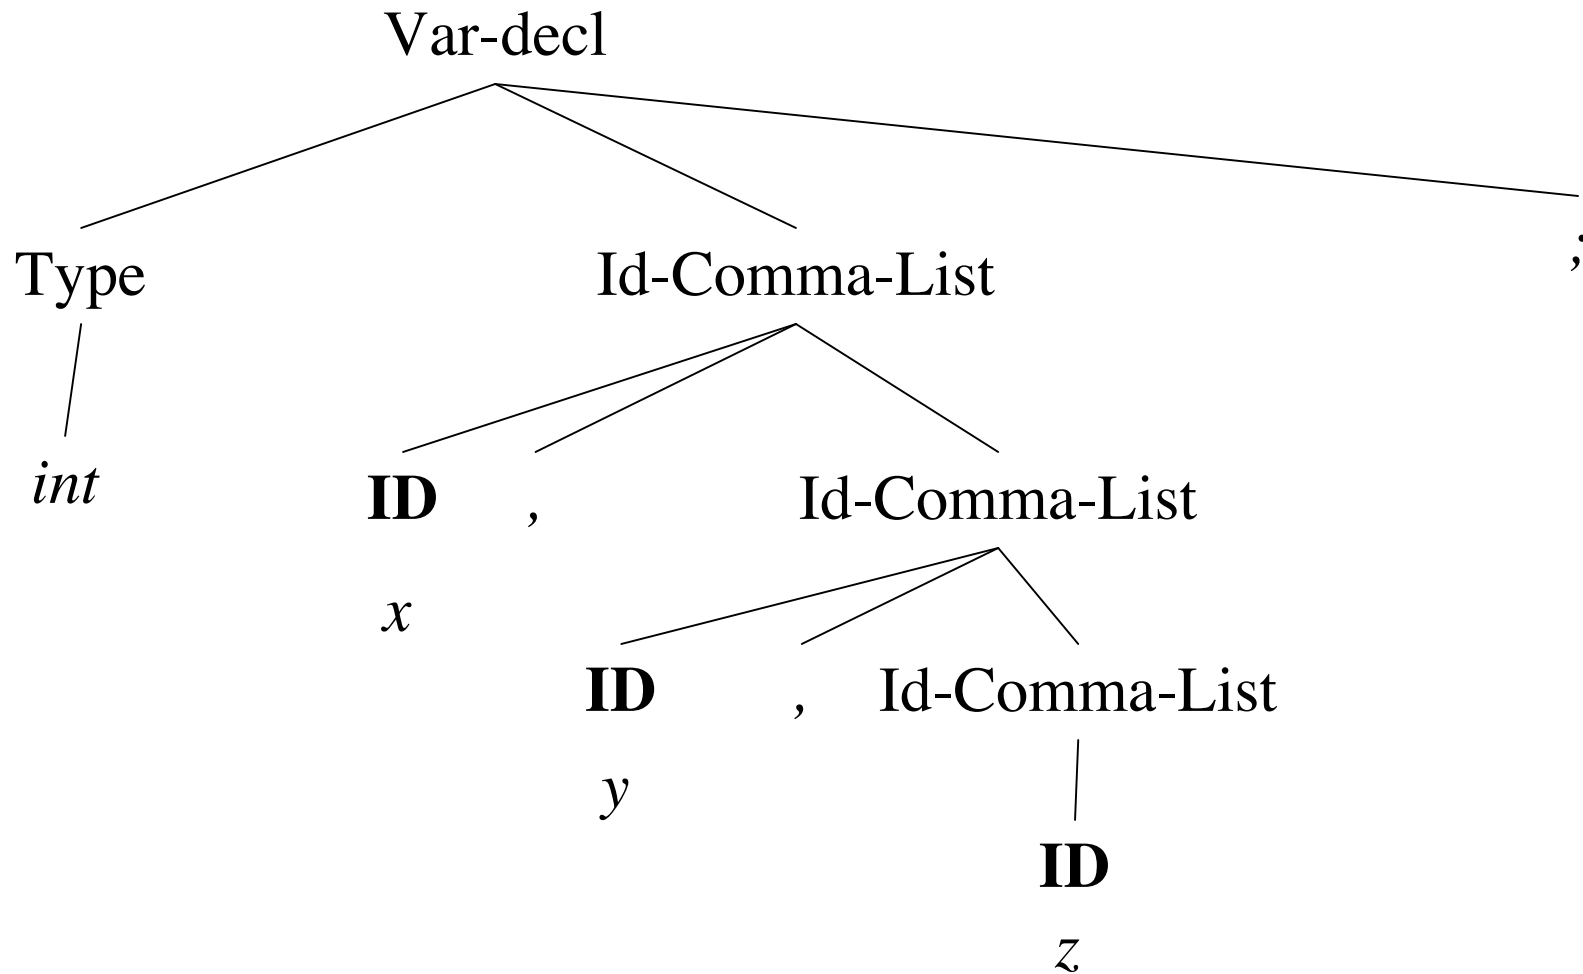 Var-decl
Type Id-Comma-List ;
int ID , Id-Comma-List
x
ID , Id-Comma-List
y
ID
z